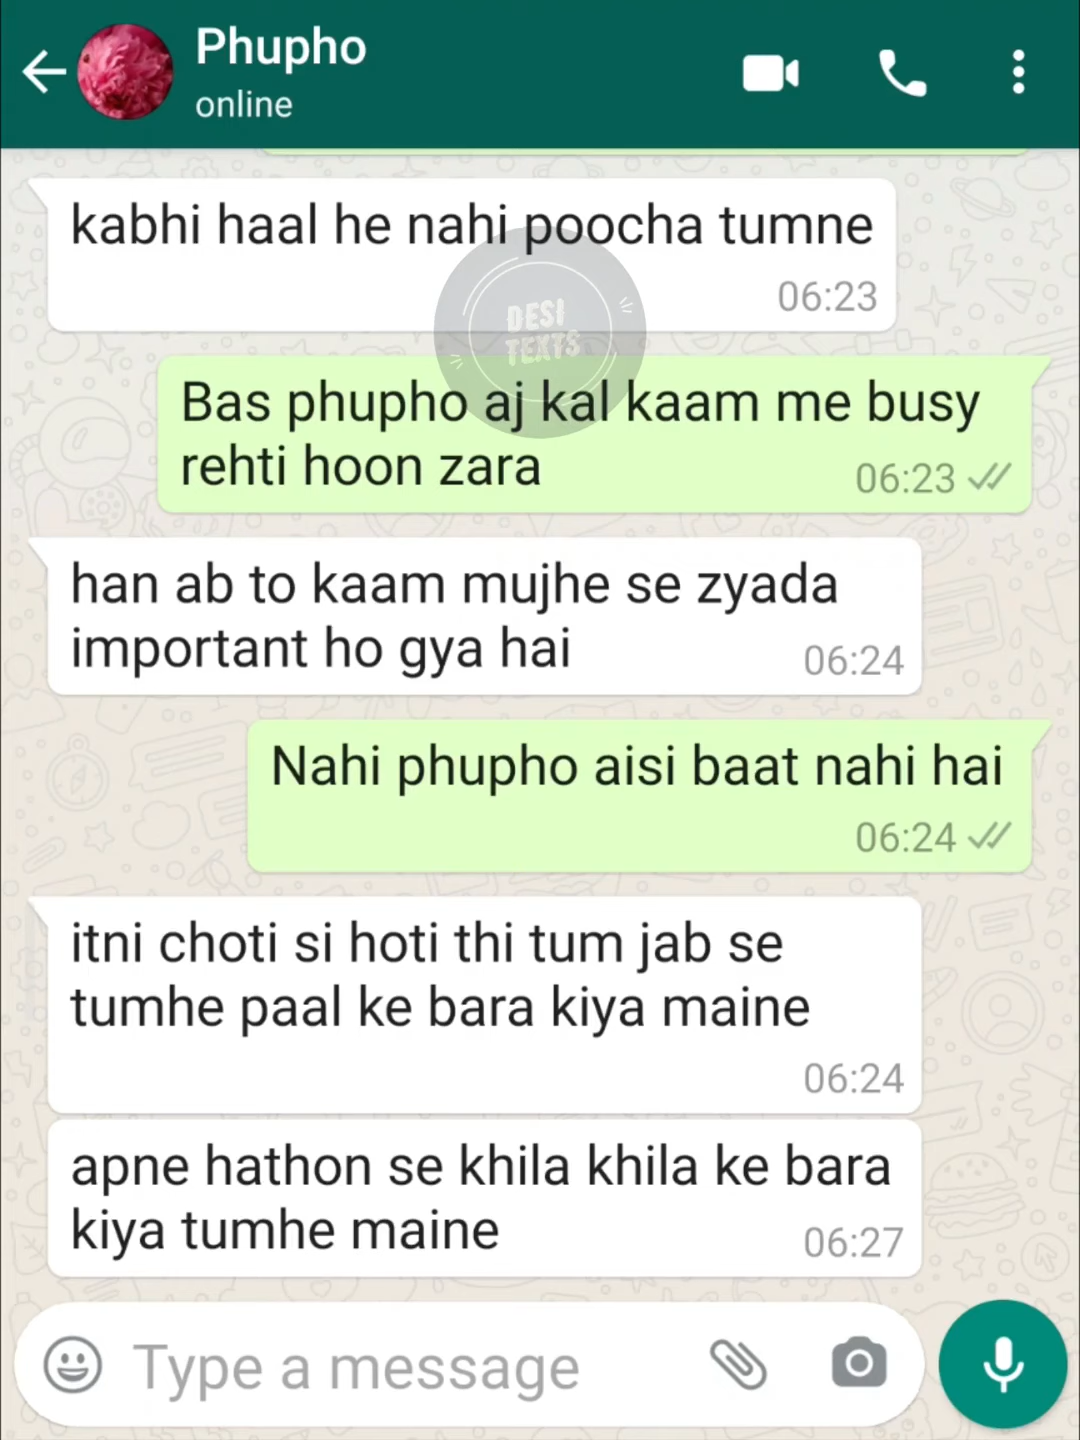 Phupho
online
kabhi haal he nahi poocha tumne
06:23
DESI
TEXTS
Bas phupho aj kal kaam me busy
rehti hoon zara
06:23
han ab to kaam mujhe se zyada
important ho gya hai
06:24
Nahi phupho aisi baat nahi hai
06:24
itni choti si hoti thi tum jab se
tumhe paal ke bara kiya maine
06:24
apne hathon se khila khila ke bara
kiya tumhe maine
06:27
Type a message